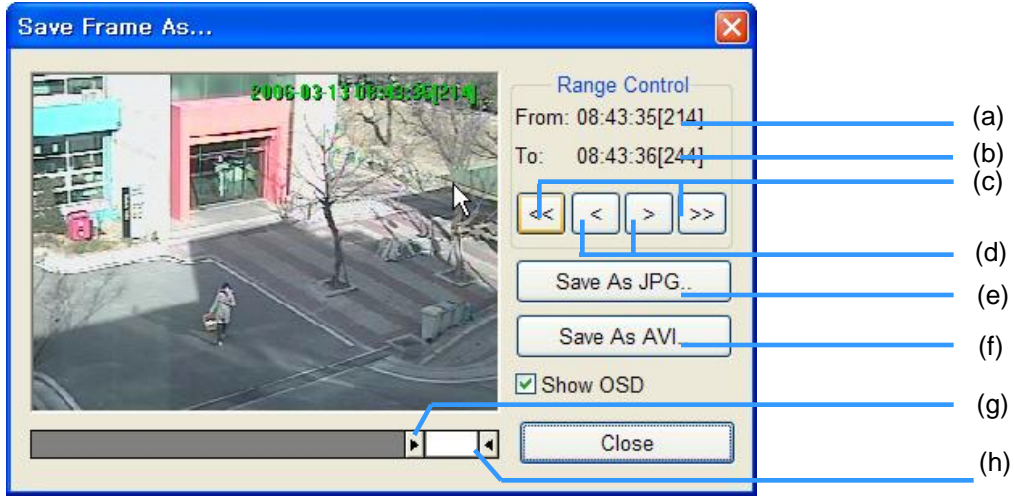 Save Frame As...
2006-03-13 08:43:35[214]
Range Control
From: 08:43:35[214]
To: 08:43:36[244]
<< < > >>
Save As JPG..
Save As AVI..
Show OSD
Close
(a)
(b)
(c)
(d)
(e)
(f)
(g)
(h)